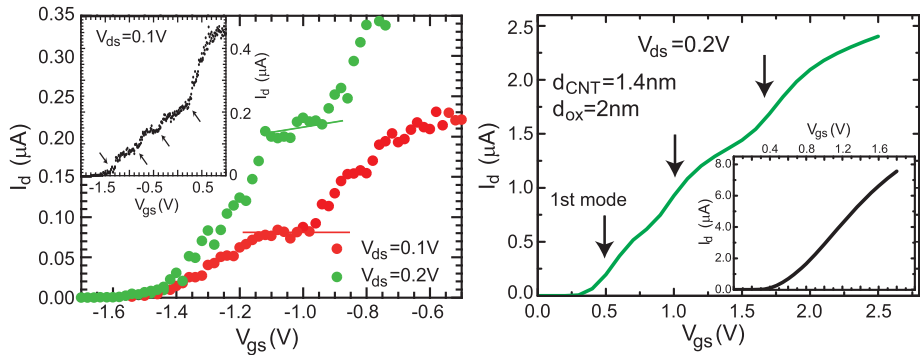 0.35
0.30
0.25
0.20
0.15
0.10
0.05
0.00
I_d (μA)
V_ds=0.1V
0.4
0.2
0
I_d (μA)
-1.5
-0.5
0.5
V_gs(V)
V_ds=0.1V
V_ds=0.2V
-1.6
-1.4
-1.2
-1.0
-0.8
-0.6
V_gs(V)
2.5
2.0
1.5
1.0
0.5
0.0
I_d (μA)
V_ds=0.2V
d_CNT=1.4nm
d_ox=2nm
1st mode
V_gs(V)
0.4
0.8
1.2
1.6
8.0
6.0
4.0
2.0
0.0
I_d (μA)
0.0
0.5
1.0
1.5
2.0
2.5
V_gs(V)